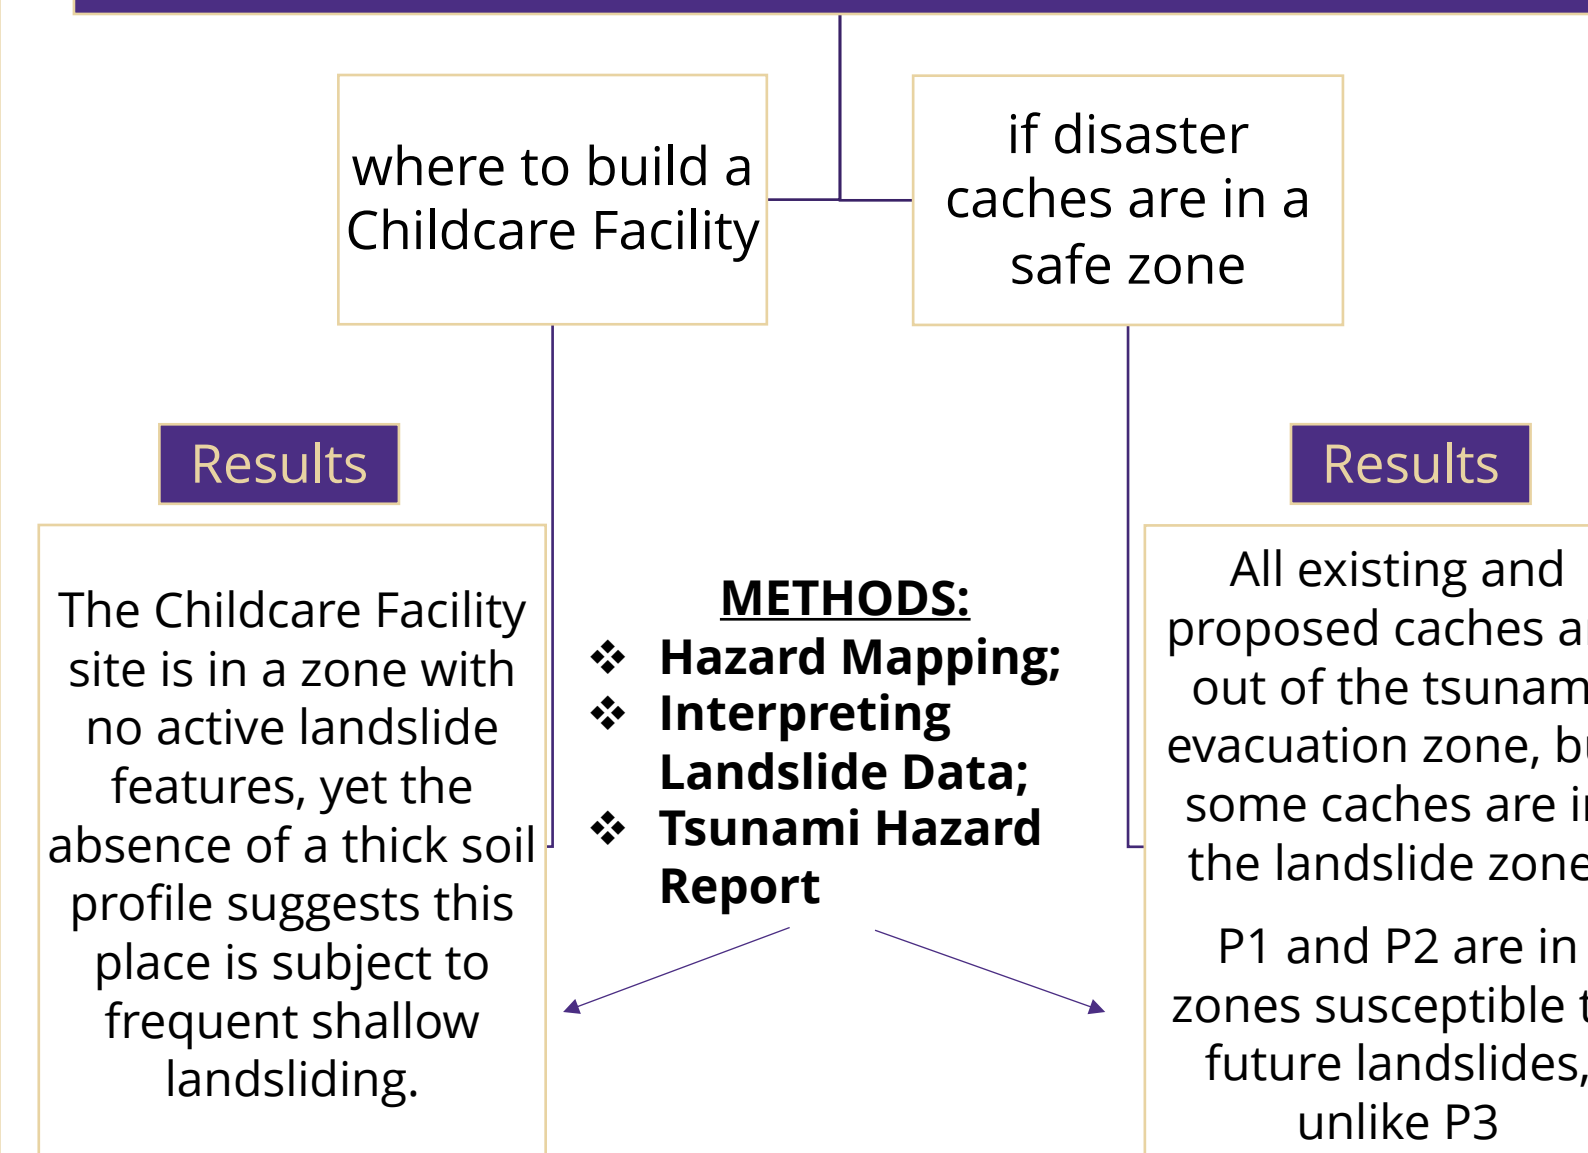 where to build a
Childcare Facility
if disaster
caches are in a
safe zone
Results
The Childcare Facility
site is in a zone with
no active landslide
features, yet the
absence of a thick soil
profile suggests this
place is subject to
frequent shallow
landsliding.
METHODS:
❖ Hazard Mapping;
❖ Interpreting
Landslide Data;
❖ Tsunami Hazard
Report
Results
All existing and
proposed caches
out of the
evacuation zone,
some caches are
the landslide
P1 and P2 are in
zones susceptible
future landslides,
unlike P3